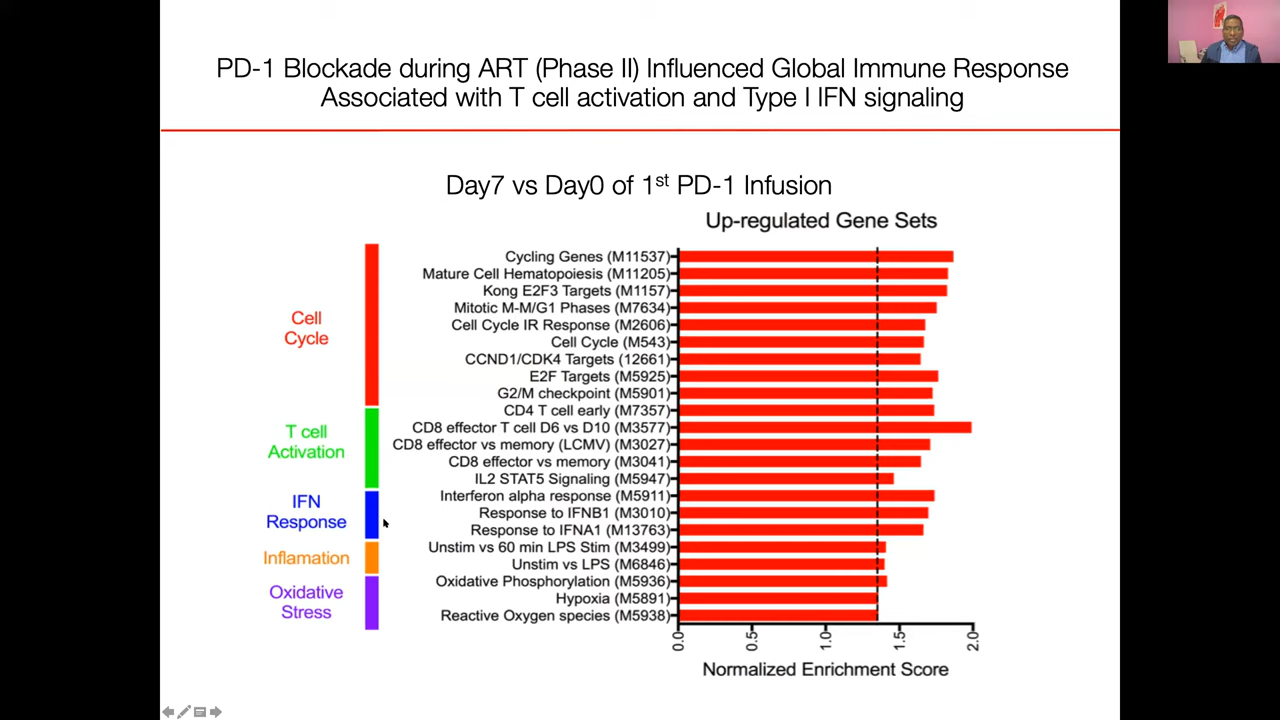 PD-1 Blockade during ART (Phase II) Influenced Global Immune Response
Associated with T cell activation and Type I IFN signaling
Day7 vs Day0 of 1st PD-1 Infusion
Up-regulated Gene Sets
Cell
Cycle
T cell
Activation
IFN
Response
Inflamation
Oxidative
Stress
Cycling Genes (M11537)
Mature Cell Hematopoiesis (M11205)
Kong E2F3 Targets (M1157)
Mitotic M-M/G1 Phases (M7634)
Cell Cycle IR Response (M2606)
Cell Cycle (M543)
CCND1/CDK4 Targets (12661)
E2F Targets (M5925)
G2/M checkpoint (M5901)
CD4 T cell early (M7357)
CD8 effector T cell D6 vs D10 (M3577)
CD8 effector vs memory (LCMV) (M3027)
CD8 effector vs memory (M3041)
IL2 STAT5 Signaling (M5947)
Interferon alpha response (M5911)
Response to IFNB1 (M3010)
Response to IFNA1 (M13763)
Unstim vs 60 min LPS Stim (M3499)
Unstim vs LPS (M6846)
Oxidative Phosphorylation (M5936)
Hypoxia (M5891)
Reactive Oxygen species (M5938)
0.0 0.5 1.0 1.5 2.0
Normalized Enrichment Score